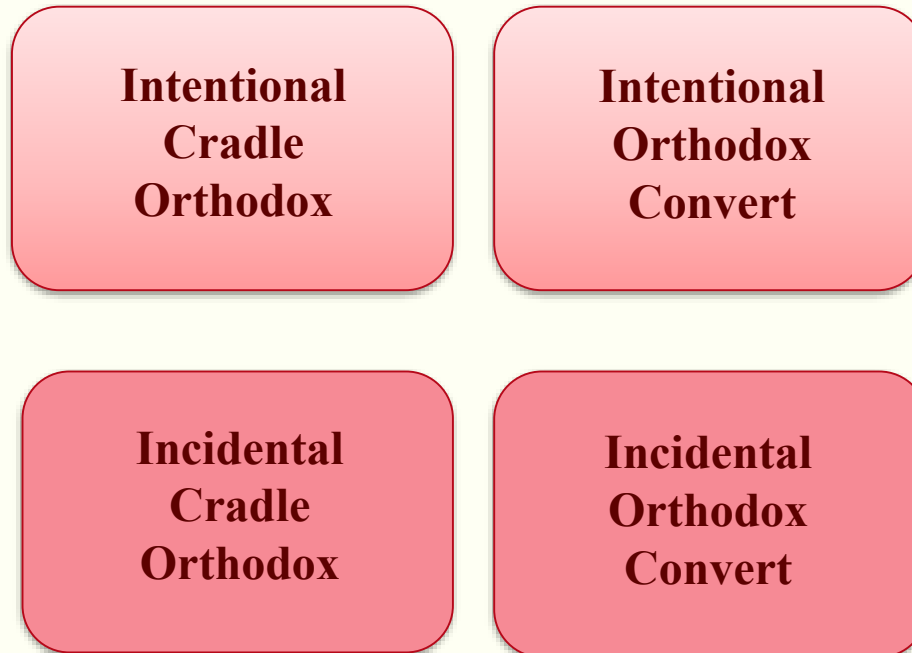 Intentional
Cradle
Orthodox
Intentional
Orthodox
Convert
Incidental
Cradle
Orthodox
Incidental
Orthodox
Convert